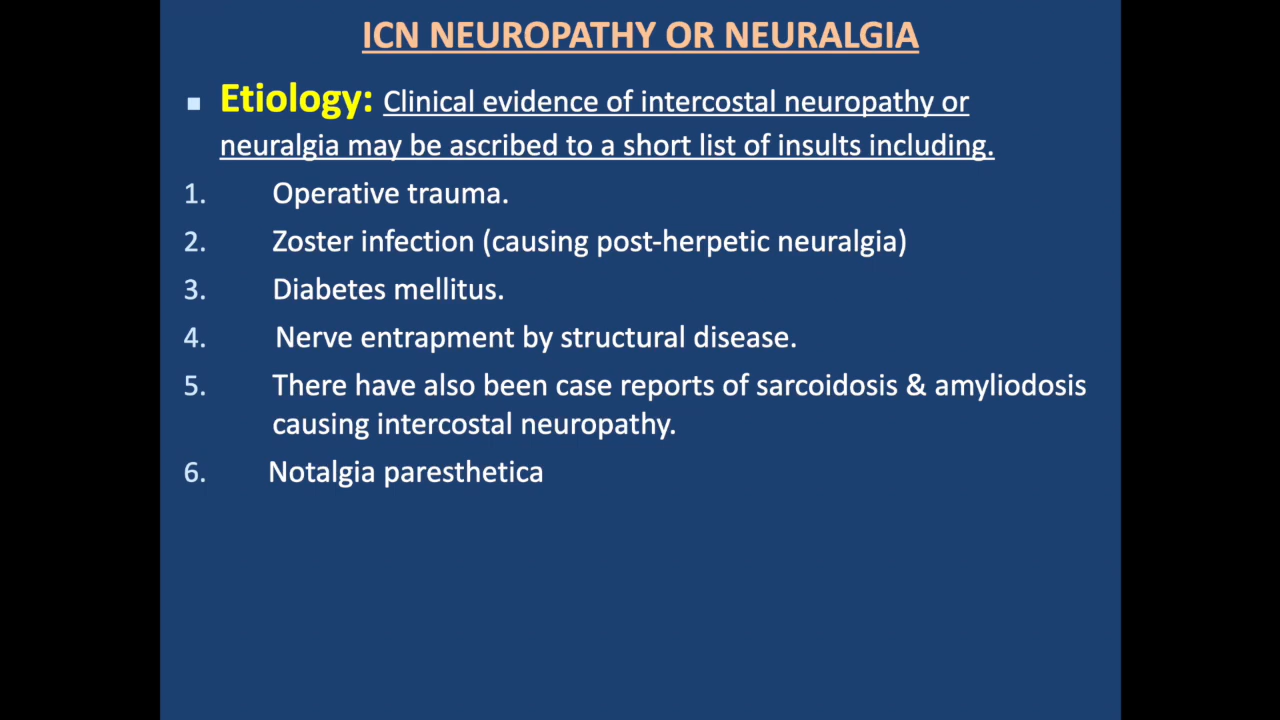 ICN NEUROPATHY OR NEURALGIA
▪ Etiology: Clinical evidence of intercostal neuropathy or
neuralgia may be ascribed to a short list of insults including.
1. Operative trauma.
2. Zoster infection (causing post-herpetic neuralgia)
3. Diabetes mellitus.
4. Nerve entrapment by structural disease.
5. There have also been case reports of sarcoidosis & amyliodosis
causing intercostal neuropathy.
6. Notalgia paresthetica